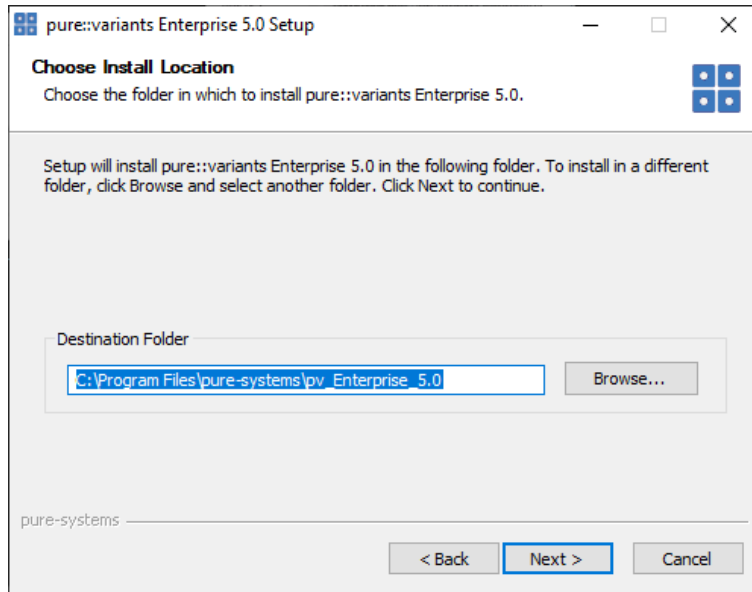 pure::variants Enterprise 5.0 Setup
Choose Install Location
Choose the folder in which to install pure::variants Enterprise 5.0.
Setup will install pure::variants Enterprise 5.0 in the following folder. To install in a different
folder, click Browse and select another folder. Click Next to continue.
Destination Folder
C:\Program Files\pure-systems\pv_Enterprise_5.0
Browse...
pure-systems
< Back
Next >
Cancel